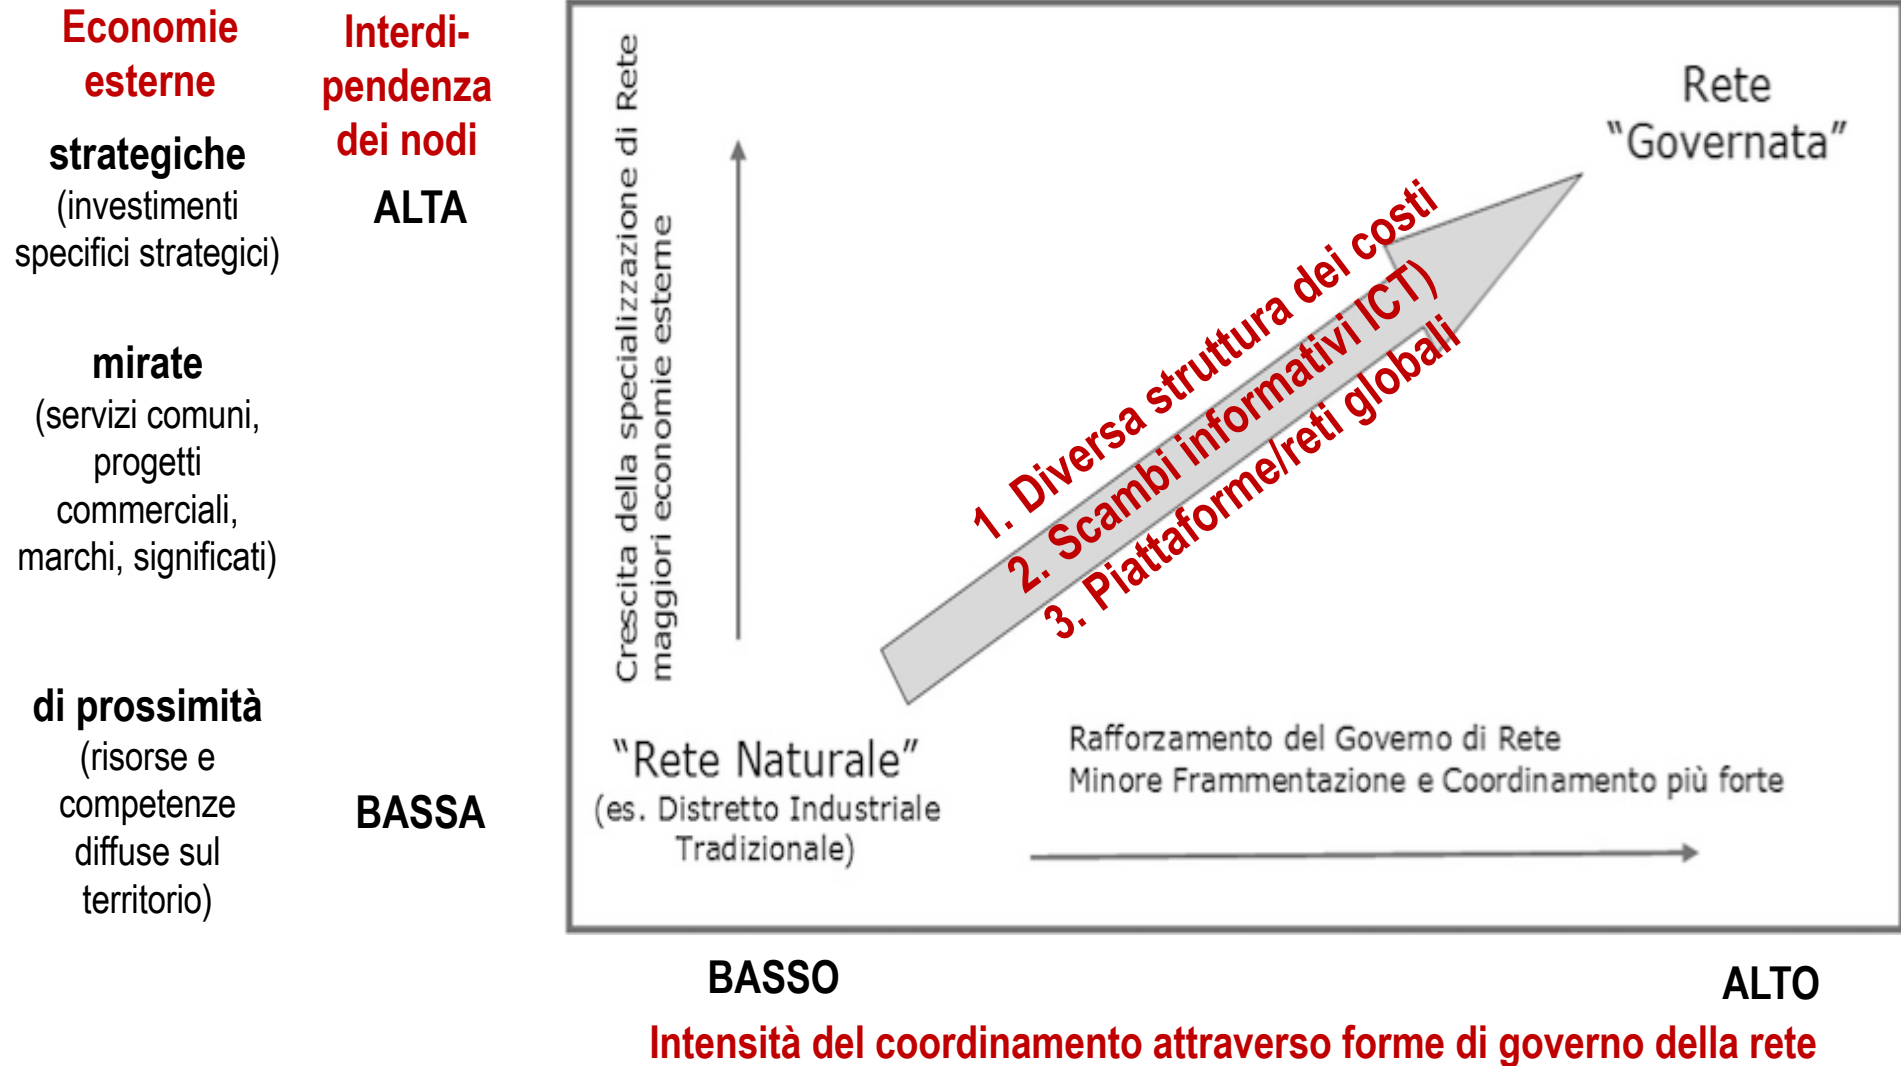 Economie
esterne
strategiche
(investimenti
specifici strategici)
mirate
(servizi comuni,
progetti
commerciali,
marchi, significati)
di prossimità
(risorse e
competenze
diffuse sul
territorio)
Interdi-
pendenza
dei nodi
ALTA
BASSA
Crescita della specializzazione di Rete
maggiori economie esterne
Rete
“Governata”
1. Diversa struttura dei costi
2. Scambi informativi ICT)
3. Piattaforme/reti globali
“Rete Naturale”
(es. Distretto Industriale
Tradizionale)
Rafforzamento del Governo di Rete
Minore Frammentazione e Coordinamento più forte
BASSO
ALTO
Intensità del coordinamento attraverso forme di governo della rete